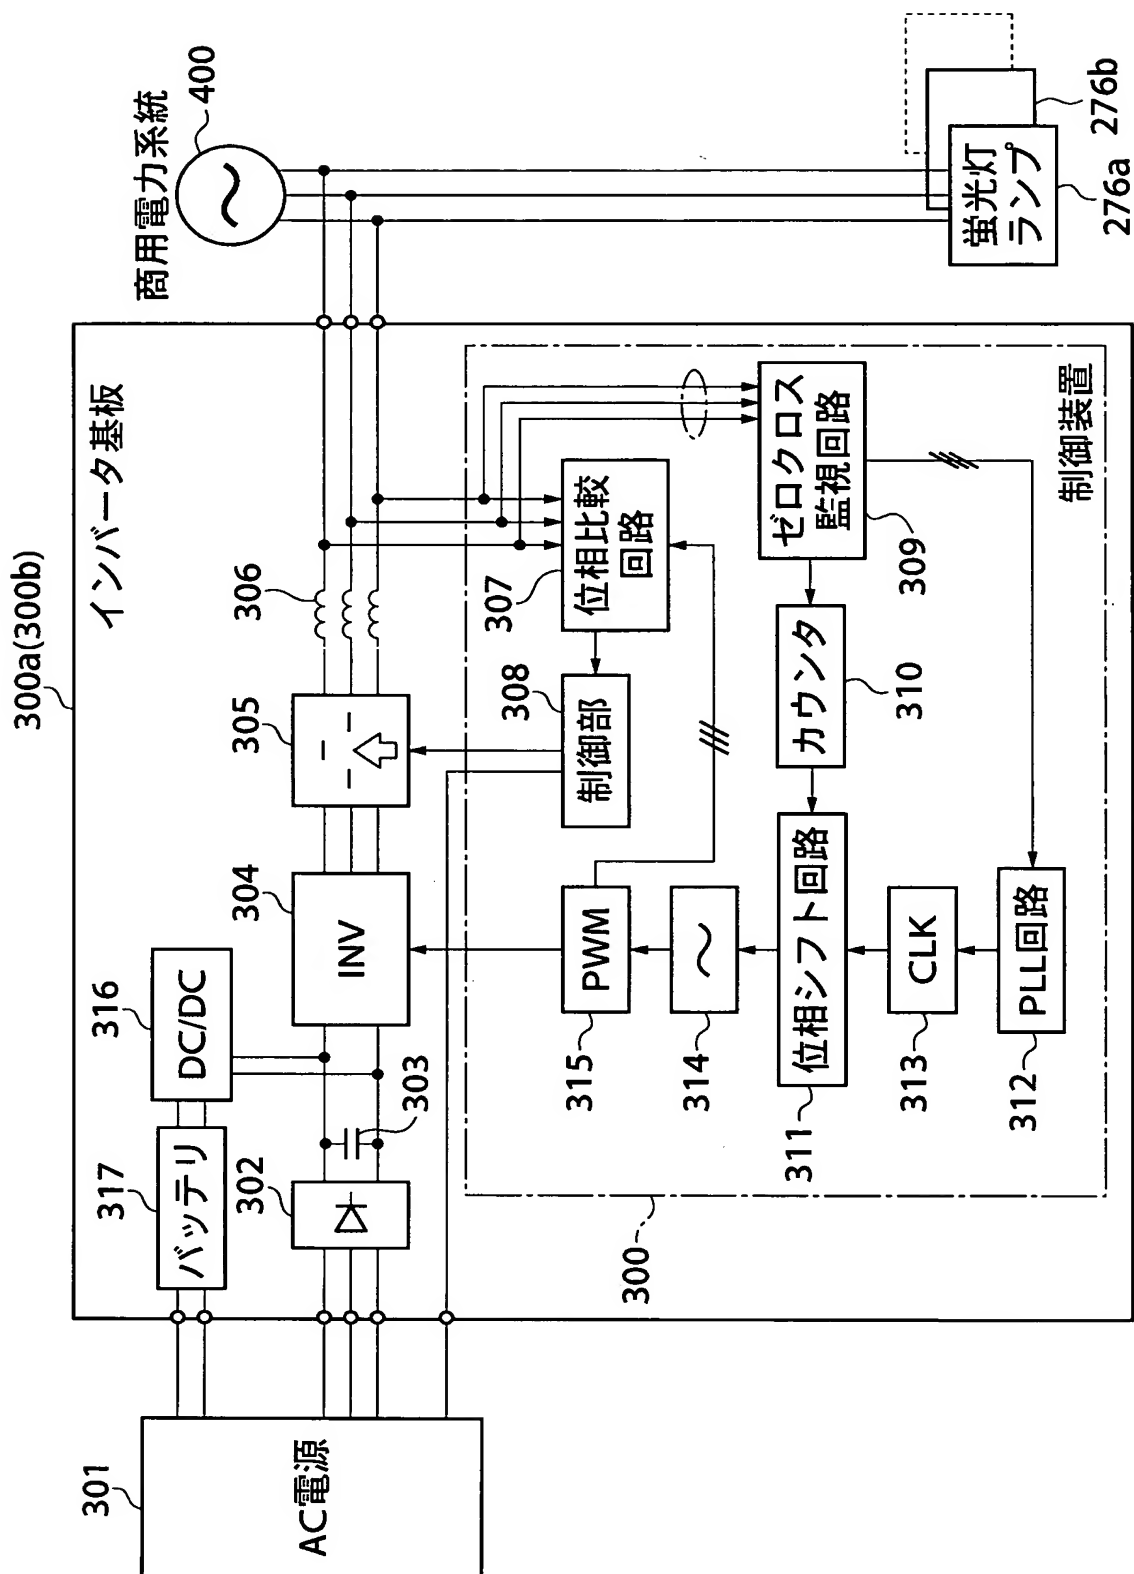 300a(300b)
インバータ基板
商用電力系統
400
301
AC電源
317
バッテリ
316
DC/DC
302
303
304
INV
305
306
307
位相比較
回路
308
制御部
ゼロクロス
監視回路
309
カウンタ
310
315
PWM
314
311
位相シフト回路
313
CLK
312
PLL回路
300
制御装置
蛍光灯
ランプ
276a
276b